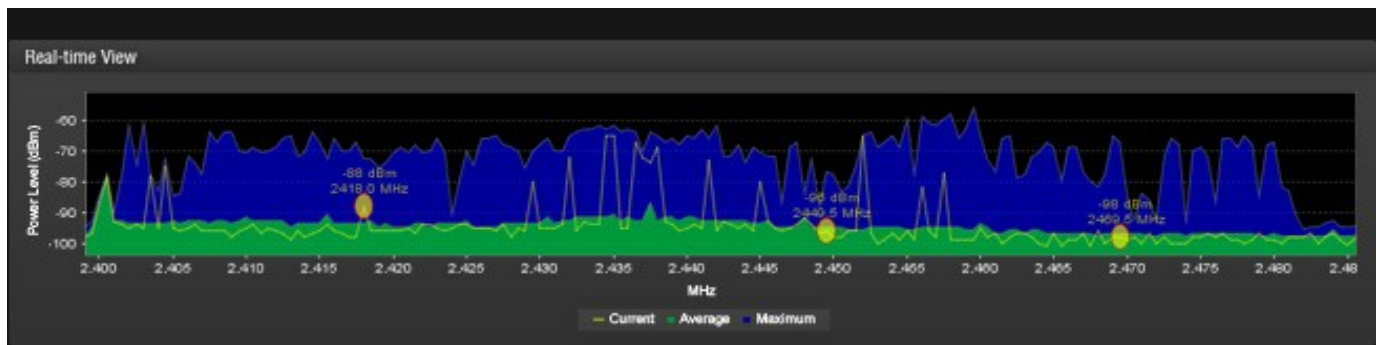 Real-time View
Power Level (dBm)
-60
-70
-80
-90
-100
-88 dBm
2418.0 MHz
-96 dBm
2449.5 MHz
-98 dBm
2469.5 MHz
2.400 2.405 2.410 2.415 2.420 2.425 2.430 2.435 2.440 2.445 2.450 2.455 2.460 2.465 2.470 2.475 2.480 2.48
MHz
Current Average Maximum